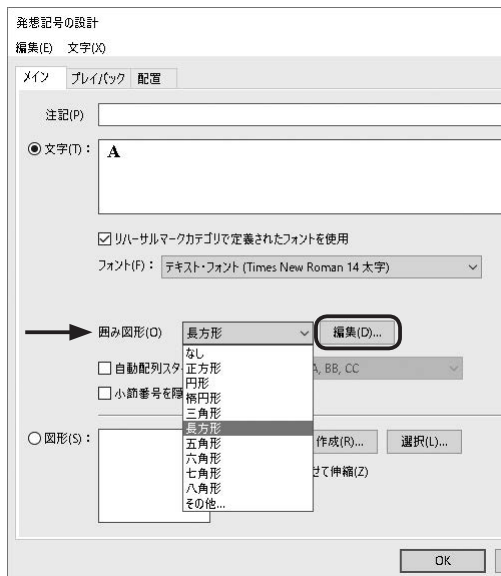 発想記号の設計
編集(E) 文字(X)
メイン プレイバック 配置
注記(P)
文字(T)： A
リハーサルマークカテゴリで定義されたフォントを使用
フォント(F)： テキスト・フォント (Times New Roman 14 太字)
囲み図形(O) 長方形 編集(D)...
なし
自動配列スタ 正方形 A, BB, CC
円形
小節番号を隠 楕円形
三角形
長方形
図形(S)： 五角形 作成(R)... 選択(L)...
六角形
七角形 せて伸縮(Z)
八角形
その他...
OK